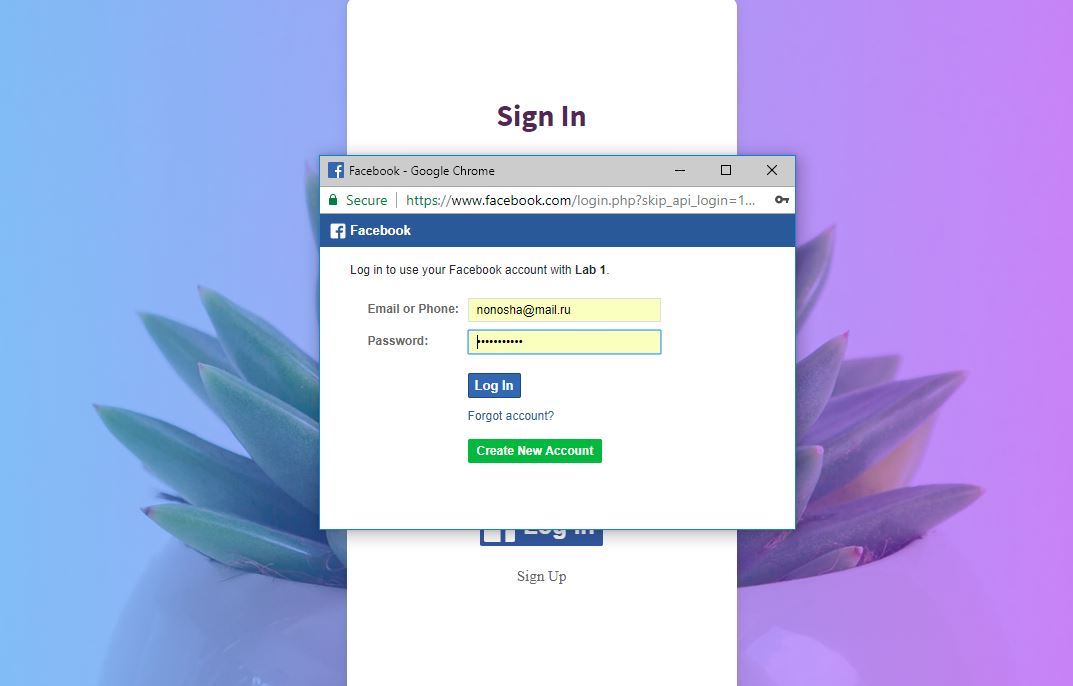 Sign In
Facebook - Google Chrome
Secure https://www.facebook.com/login.php?skip_api_login=1...
Facebook
Log in to use your Facebook account with Lab 1.
Email or Phone: nonosha@mail.ru
Password: •••••••••••
Log In
Forgot account?
Create New Account
Log In
Sign Up